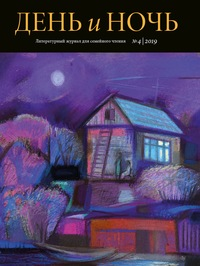 ДЕНЬ и НОЧЬ
Литературный журнал для семейного чтения № 4 | 2019